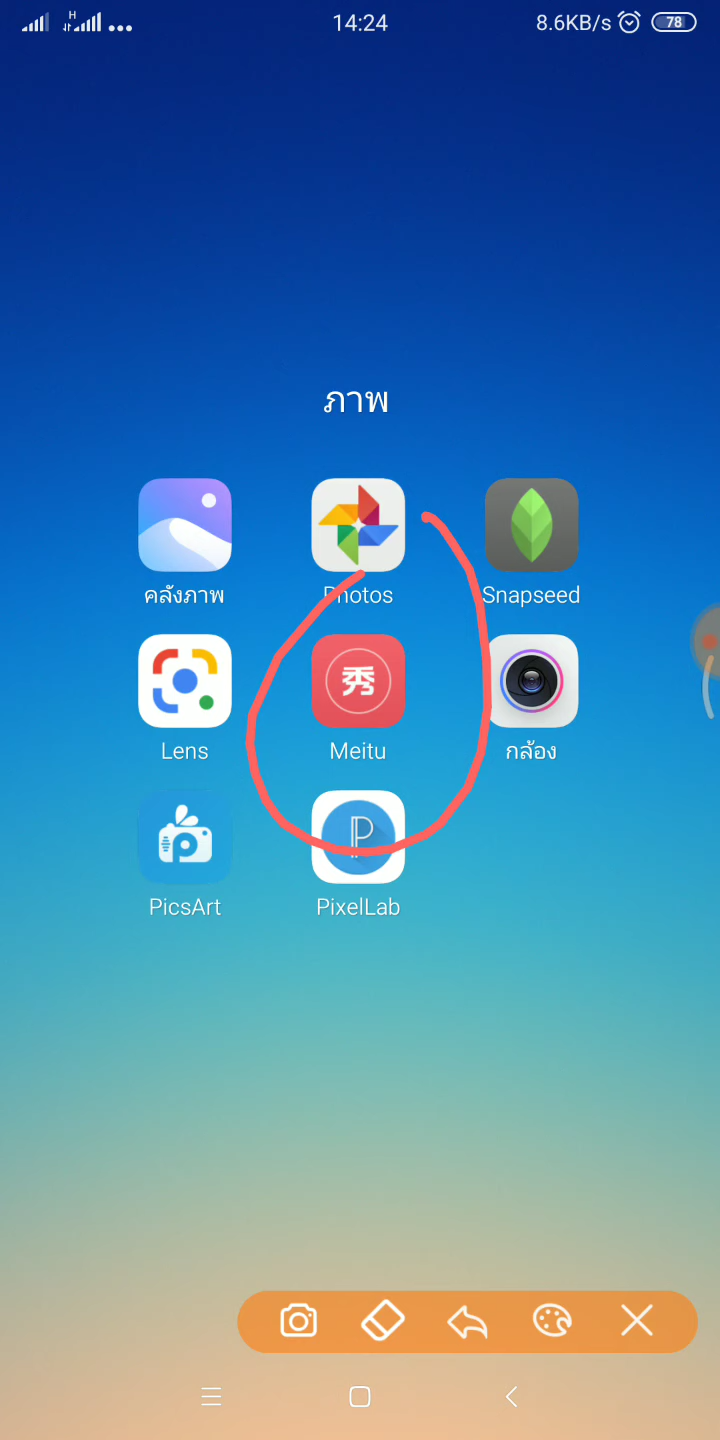 H 14:24 8.6KB/s 78
ภาพ
คลังภาพ Photos Snapseed
秀
Lens Meitu กล้อง
P
PicsArt PixelLab